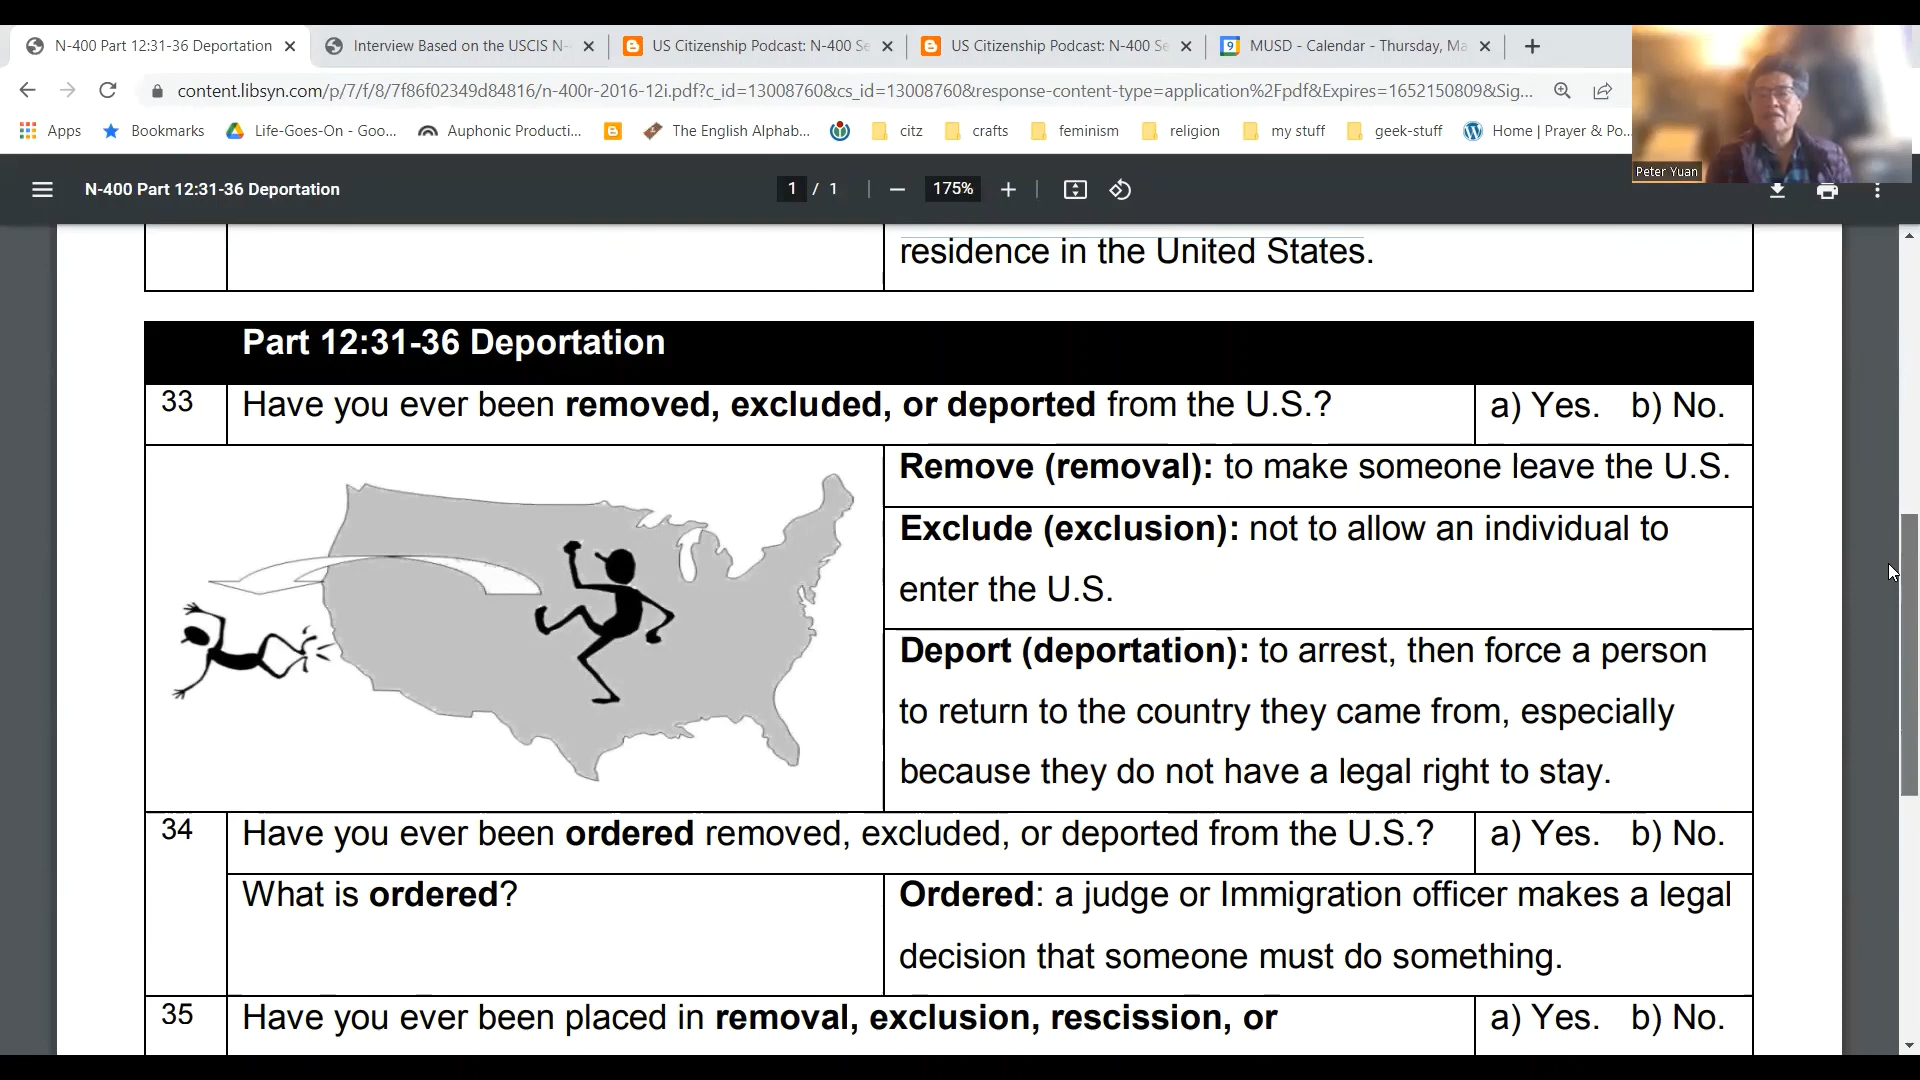 N-400 Part 12:31-36 Deportation
Interview Based on the USCIS N-
US Citizenship Podcast: N-400 Se
US Citizenship Podcast: N-400 Se
9 MUSD - Calendar - Thursday, Ma
content.libsyn.com/p/7/f/8/7f86f02349d84816/n-400r-2016-12i.pdf?c_id=13008760&cs_id=13008760&response-content-type=application%2Fpdf&Expires=1652150809&Sig...
Apps Bookmarks Life-Goes-On - Goo... Auphonic Producti... The English Alphab... citz crafts feminism religion my stuff geek-stuff Home | Prayer & Po...
Peter Yuan
N-400 Part 12:31-36 Deportation 1 / 1 175%
residence in the United States.
Part 12:31-36 Deportation
33 Have you ever been removed, excluded, or deported from the U.S.? a) Yes. b) No.
Remove (removal): to make someone leave the U.S.
Exclude (exclusion): not to allow an individual to
enter the U.S.
Deport (deportation): to arrest, then force a person
to return to the country they came from, especially
because they do not have a legal right to stay.
34 Have you ever been ordered removed, excluded, or deported from the U.S.? a) Yes. b) No.
What is ordered?
Ordered: a judge or Immigration officer makes a legal
decision that someone must do something.
35 Have you ever been placed in removal, exclusion, rescission, or a) Yes. b) No.